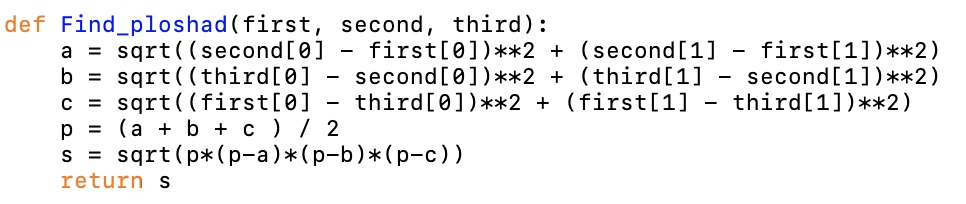 def Find_ploshad(first, second, third):
    a = sqrt((second[0] - first[0])**2 + (second[1] - first[1])**2)
    b = sqrt((third[0] - second[0])**2 + (third[1] - second[1])**2)
    c = sqrt((first[0] - third[0])**2 + (first[1] - third[1])**2)
    p = (a + b + c ) / 2
    s = sqrt(p*(p-a)*(p-b)*(p-c))
    return s